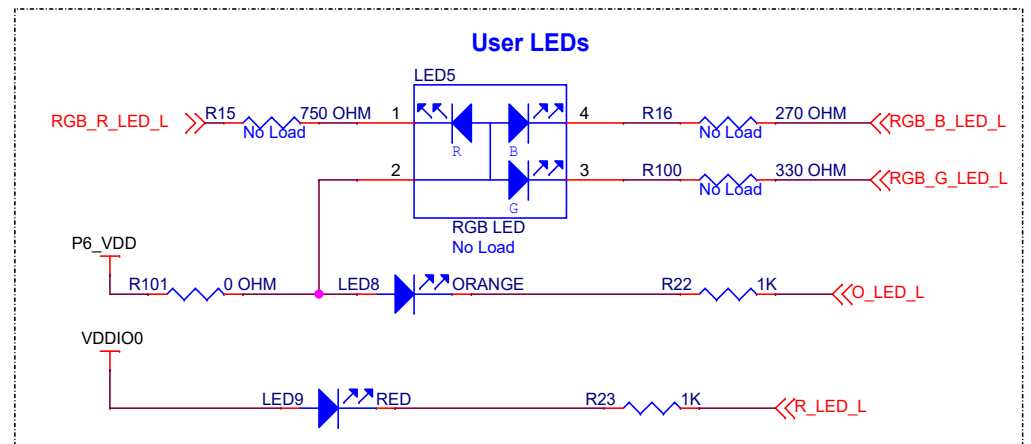 User LEDs
LED5
RGB_R_LED_L R15 750 OHM 1 4 R16 270 OHM RGB_B_LED_L
No Load No Load
R B
2 3 R100 330 OHM RGB_G_LED_L
No Load
G
RGB LED
No Load
P6_VDD
R101 0 OHM LED8 ORANGE R22 1K O_LED_L
VDDIO0
LED9 RED R23 1K R_LED_L